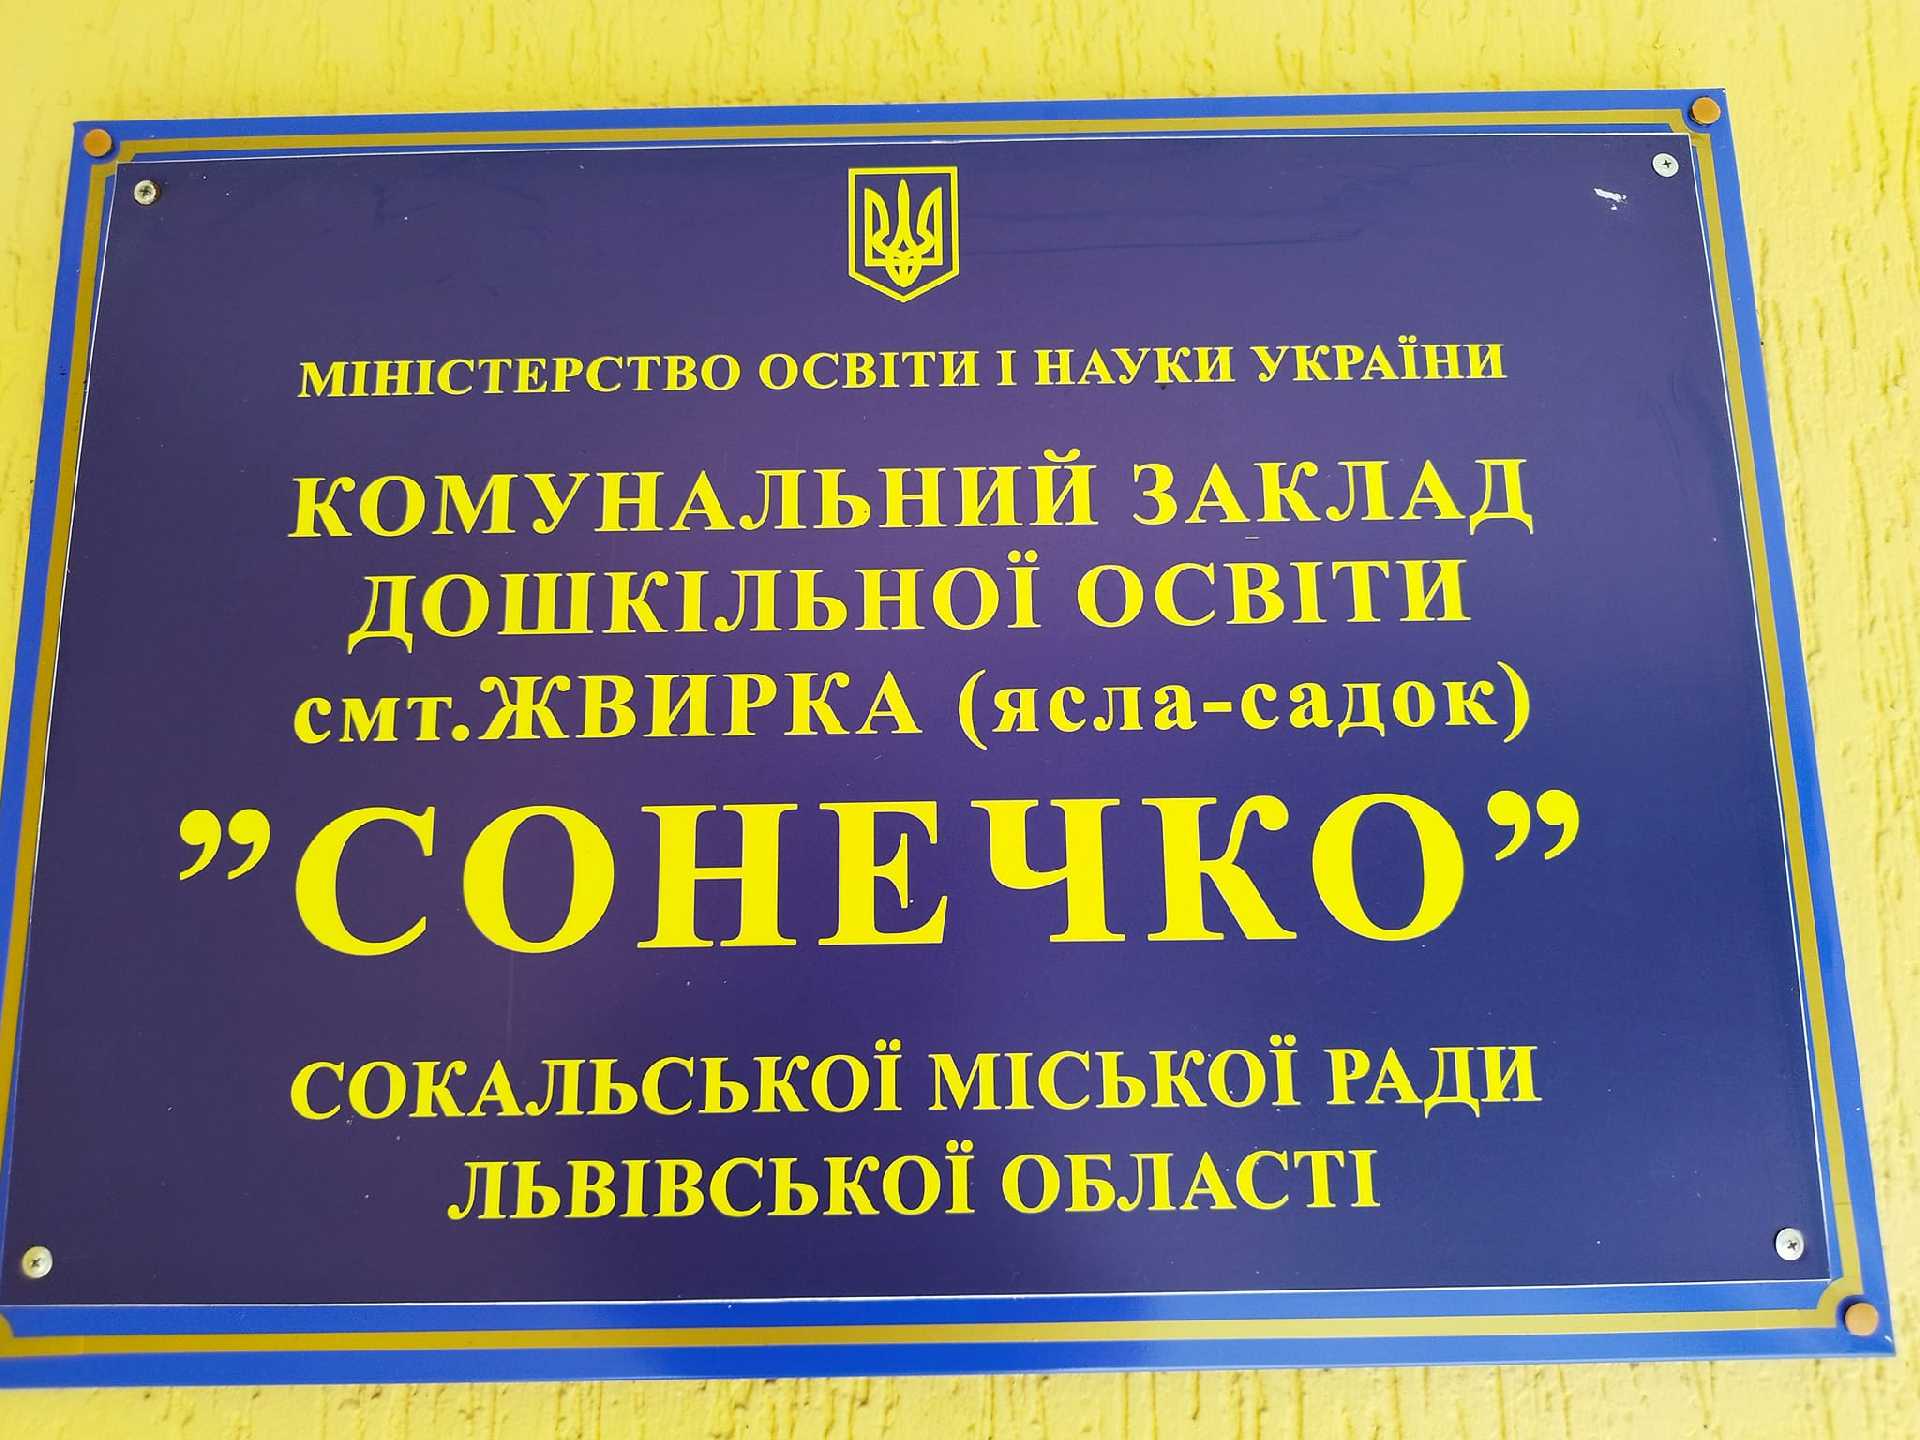 МІНІСТЕРСТВО ОСВІТИ І НАУКИ УКРАЇНИ
КОМУНАЛЬНИЙ ЗАКЛАД
ДОШКІЛЬНОЇ ОСВІТИ
смт.ЖВИРКА (ясла-садок)
”СОНЕЧКО”
СОКАЛЬСЬКОЇ МІСЬКОЇ РАДИ
ЛЬВІВСЬКОЇ ОБЛАСТІ